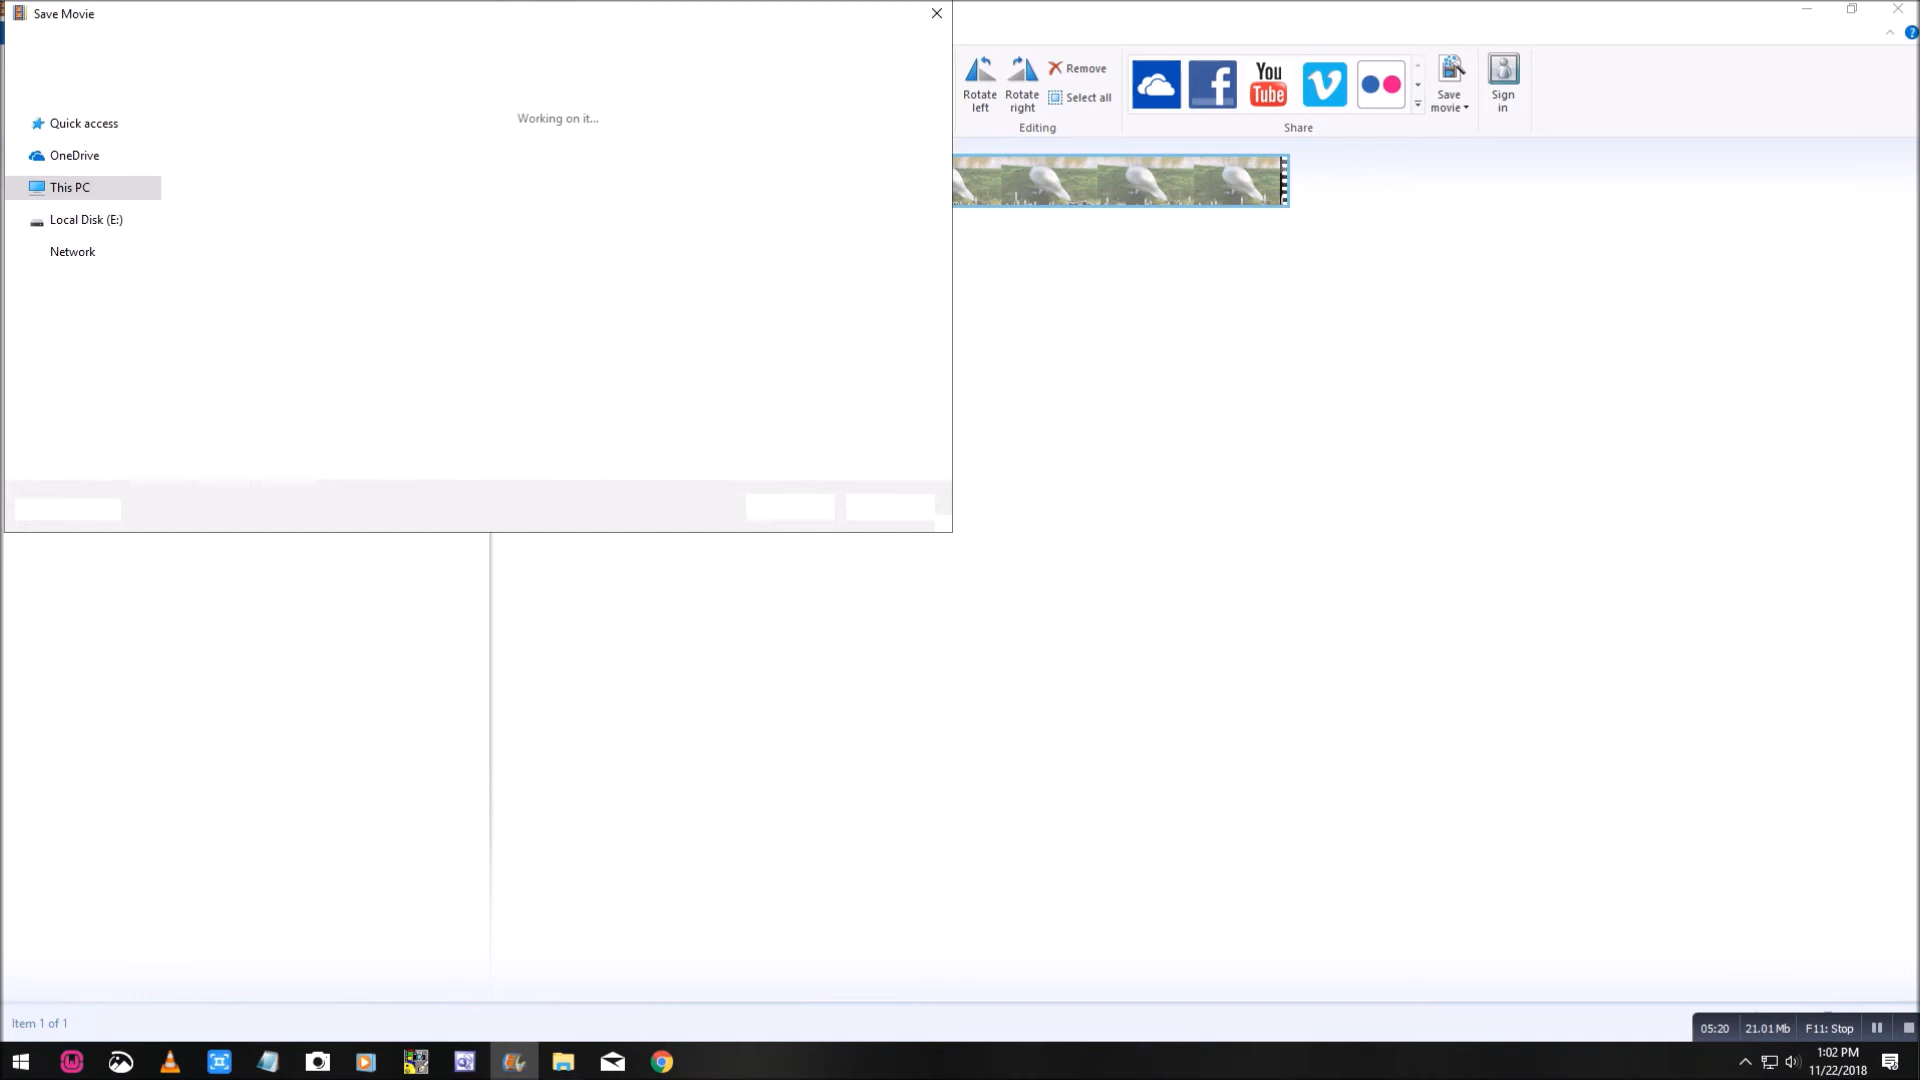 Save Movie
Quick access
OneDrive
This PC
Local Disk (E:)
Network
Working on it...
Rotate left
Rotate right
Remove
Select all
Editing
f
You Tube
Share
Save movie
Sign in
?
Item 1 of 1
05:20
21.01 Mb
F11: Stop
1:02 PM
11/22/2018